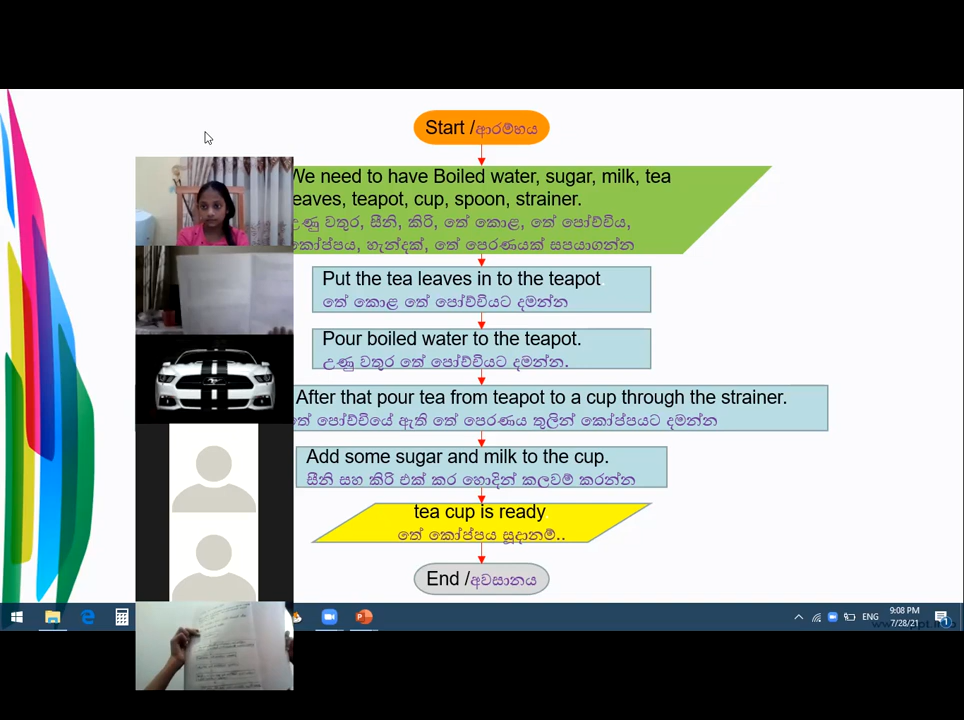 Start /ආරම්භය
We need to have Boiled water, sugar, milk, tea
leaves, teapot, cup, spoon, strainer.
උණු වතුර, සීනි, කිරි, තේ කොළ, තේ පෝච්චිය,
කෝප්පය, හැන්දක්, තේ පෙරණයක් සපයාගන්න
Put the tea leaves in to the teapot.
තේ කොළ තේ පෝච්චියට දමන්න
Pour boiled water to the teapot.
උණු වතුර තේ පෝච්චියට දමන්න.
After that pour tea from teapot to a cup through the strainer.
තේ පෝච්චියේ ඇති තේ පෙරණය තුලින් කෝප්පයට දමන්න
Add some sugar and milk to the cup.
සීනි සහ කිරි එක් කර හොදින් කලවම් කරන්න
tea cup is ready
තේ කෝප්පය සූදානම්..
End /අවසානය
ENG
9:08 PM
7/28/21